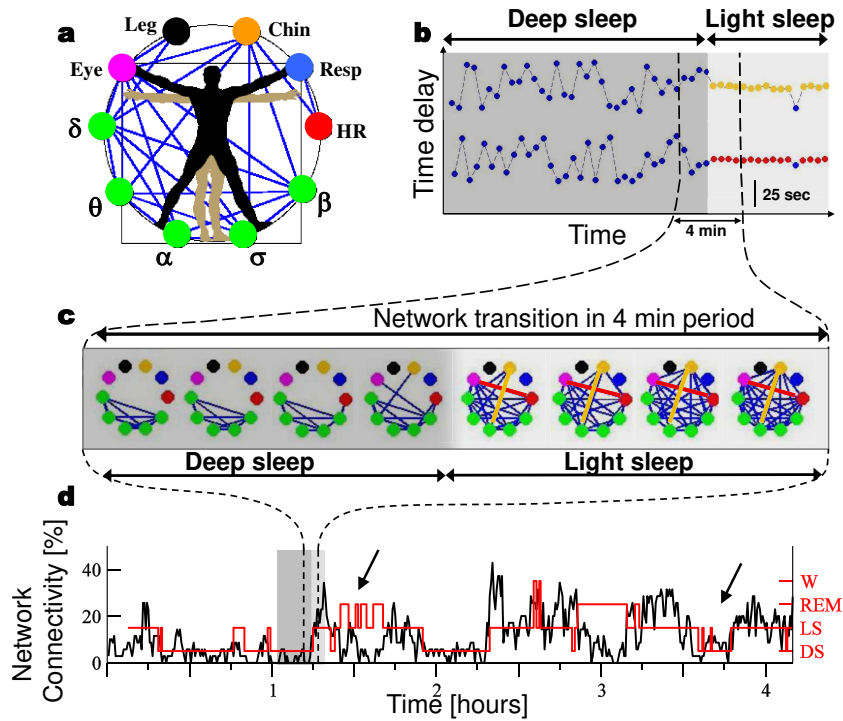 a
Leg
Chin
Eye
Resp
δ
HR
θ
β
α
σ
b
Deep sleep
Light sleep
Time delay
25 sec
Time
4 min
c
Network transition in 4 min period
Deep sleep
Light sleep
d
Network
Connectivity [%]
40
20
0
W
REM
LS
DS
1
2
3
4
Time [hours]